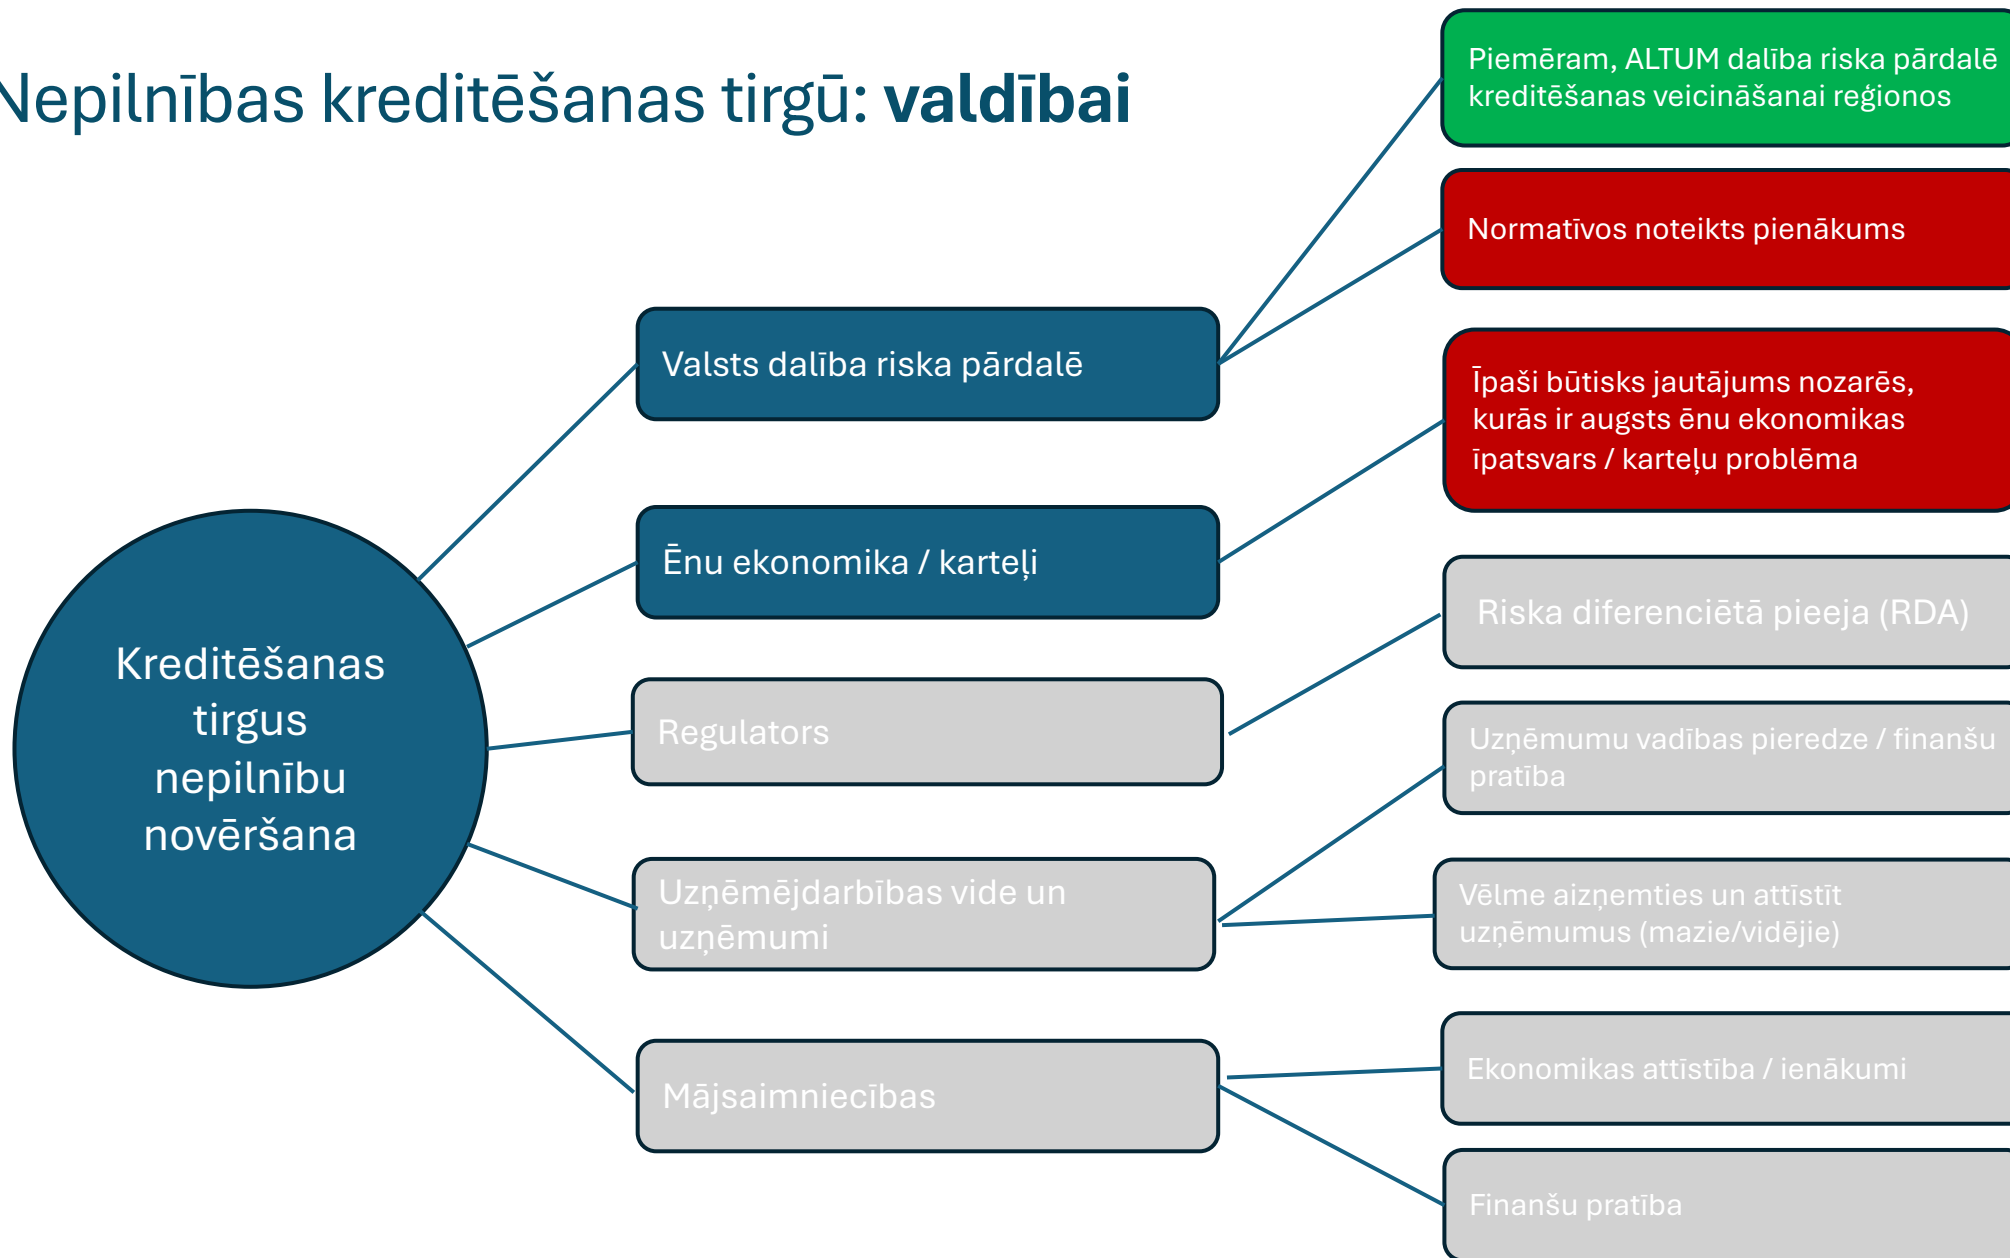 Nepilnības kreditēšanas tirgū: valdībai
Piemēram, ALTUM dalība riska pārdalē
kreditēšanas veicināšanai reģionos
Normatīvos noteikts pienākums
Valsts dalība riska pārdalē
Īpaši būtisks jautājums nozarēs,
kurās ir augsts ēnu ekonomikas
īpatsvars / karteļu problēma
Ēnu ekonomika / karteļi
Kreditēšanas
tirgus
nepilnību
novēršana
Riska diferenciētā pieeja (RDA)
Regulators
Uzņēmumu vadības pieredze / finanšu
pratība
Uzņēmējdarbības vide un
uzņēmumi
Vēlme aizņemties un attīstīt
uzņēmumus (mazie/vidējie)
Mājsaimniecības
Ekonomikas attīstība / ienākumi
Finanšu pratība